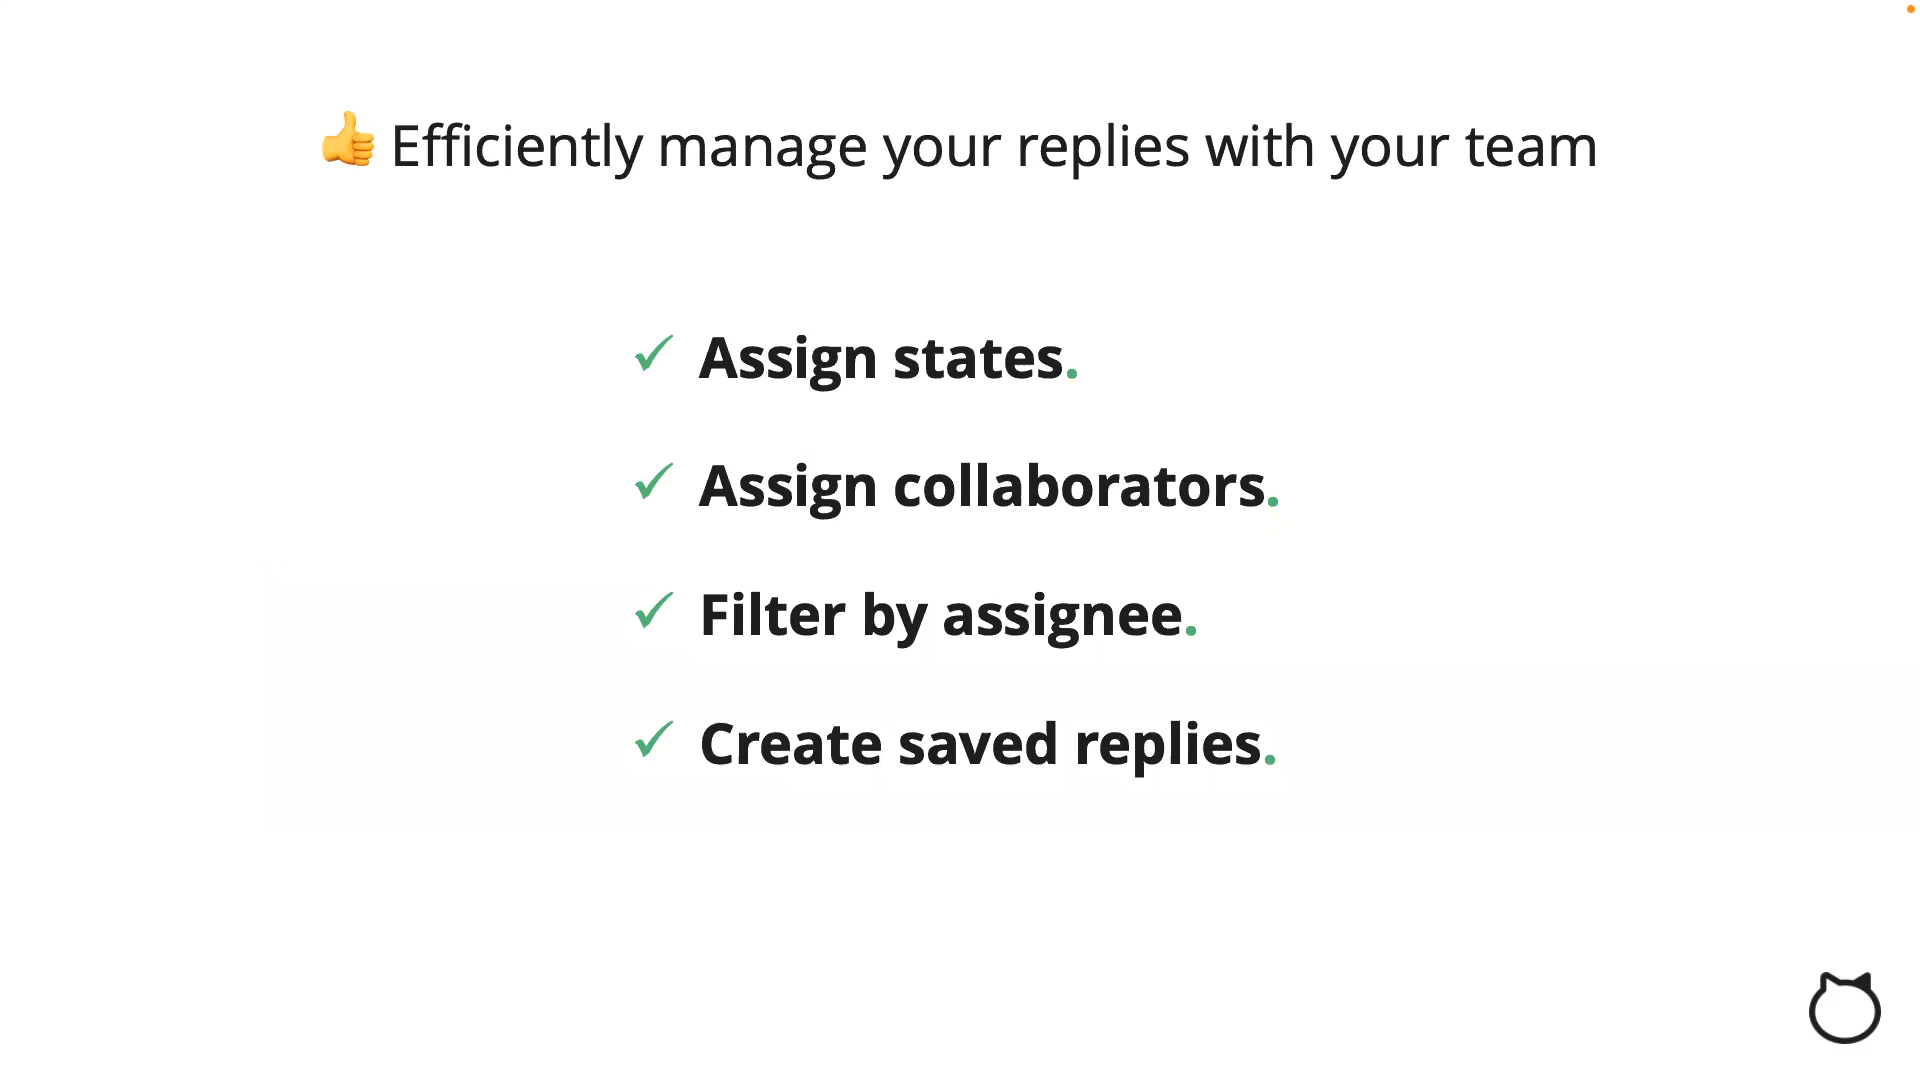 👍 Efficiently manage your replies with your team
✓ Assign states.
✓ Assign collaborators.
✓ Filter by assignee.
✓ Create saved replies.